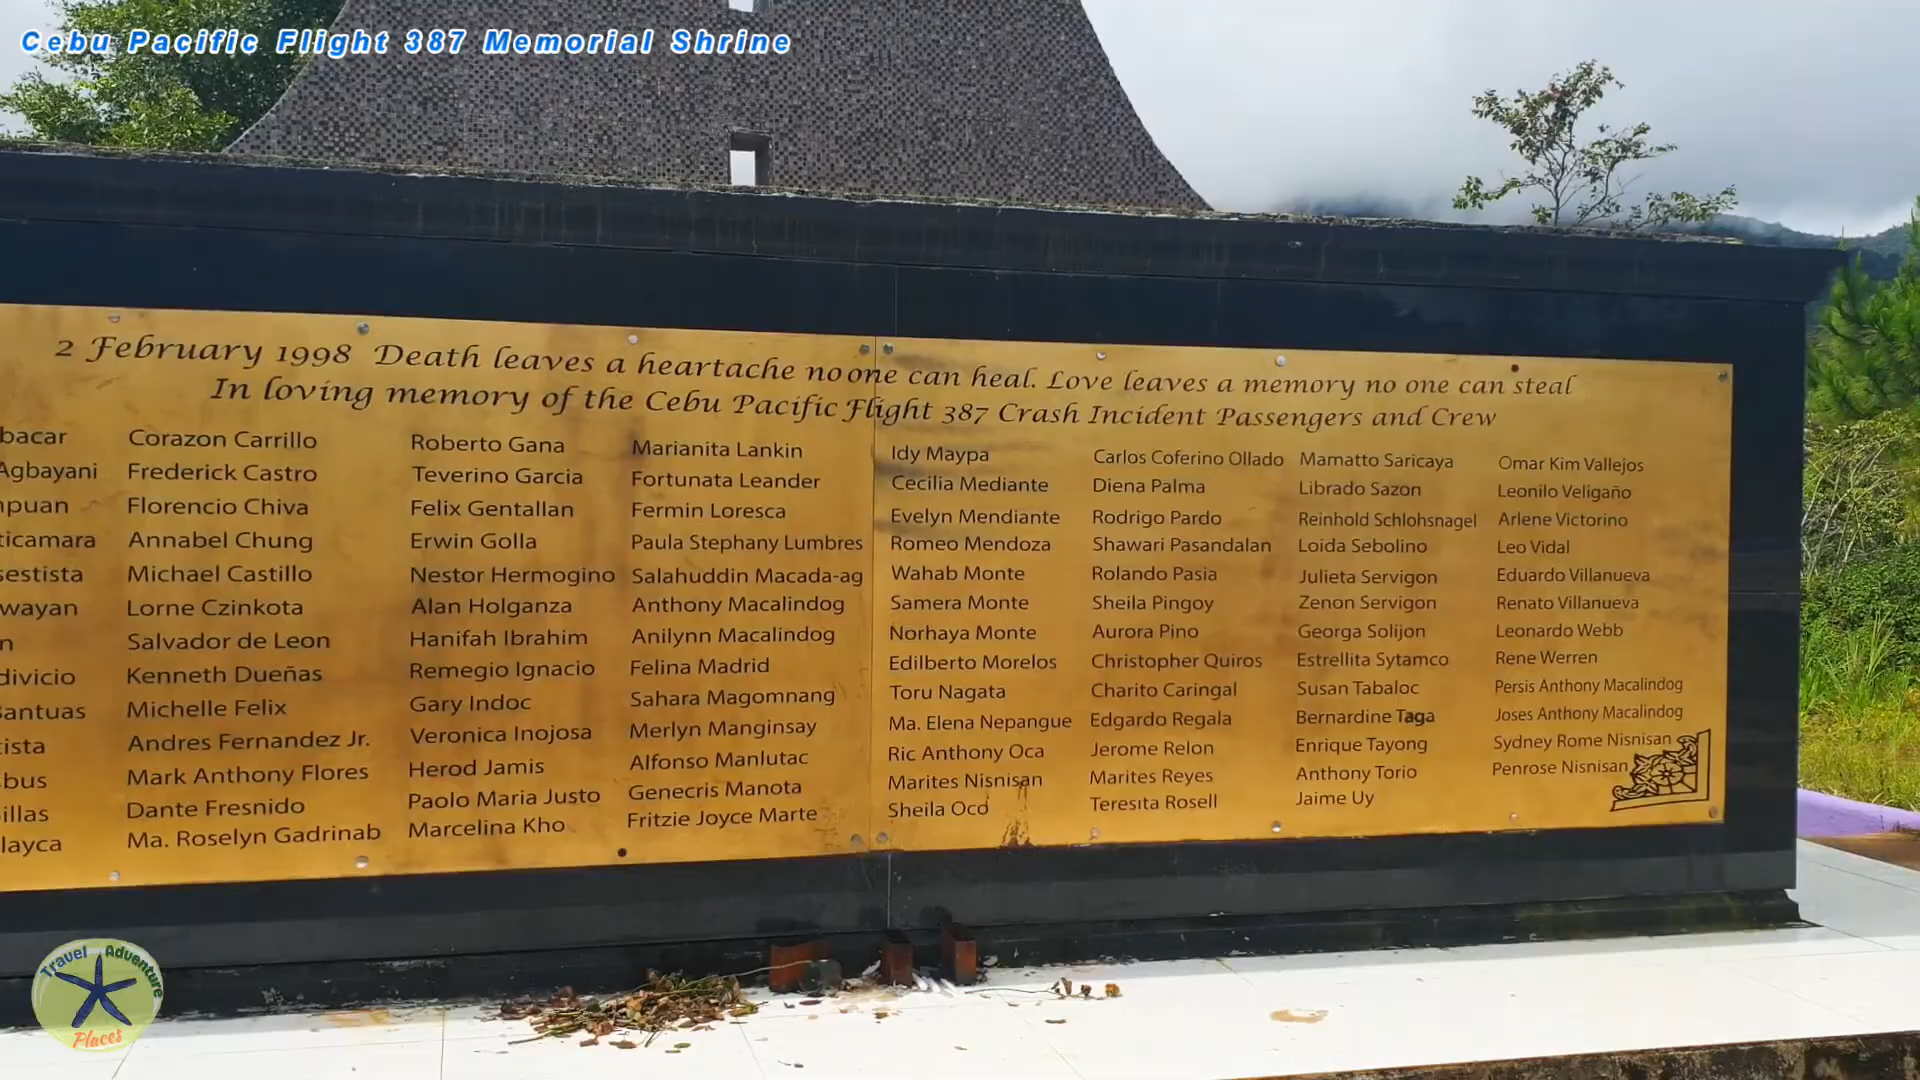 Cebu Pacific Flight 387 Memorial Shrine
2 February 1998 Death leaves a heartache no one can heal. Love leaves a memory no one can steal
In loving memory of the Cebu Pacific Flight 387 Crash Incident Passengers and Crew
bacar
Agbayani
npuan
ticamara
sestista
wayan
n
divicio
Bantuas
tista
bus
illas
layca
Corazon Carrillo
Frederick Castro
Florencio Chiva
Annabel Chung
Michael Castillo
Lorne Czinkota
Salvador de Leon
Kenneth Dueñas
Michelle Felix
Andres Fernandez Jr.
Mark Anthony Flores
Dante Fresnido
Ma. Roselyn Gadrinab
Roberto Gana
Teverino Garcia
Felix Gentallan
Erwin Golla
Nestor Hermogino
Alan Holganza
Hanifah Ibrahim
Remegio Ignacio
Gary Indoc
Veronica Inojosa
Herod Jamis
Paolo Maria Justo
Marcelina Kho
Marianita Lankin
Fortunata Leander
Fermin Loresca
Paula Stephany Lumbres
Salahuddin Macada-ag
Anthony Macalindog
Anilynn Macalindog
Felina Madrid
Sahara Magomnang
Merlyn Manginsay
Alfonso Manlutac
Genecris Manota
Fritzie Joyce Marte
Idy Maypa
Cecilia Mediante
Evelyn Mendiante
Romeo Mendoza
Wahab Monte
Samera Monte
Norhaya Monte
Edilberto Morelos
Toru Nagata
Ma. Elena Nepangue
Ric Anthony Oca
Marites Nisnisan
Sheila Oco
Carlos Coferino Ollado
Diena Palma
Rodrigo Pardo
Shawari Pasandalan
Rolando Pasia
Sheila Pingoy
Aurora Pino
Christopher Quiros
Charito Caringal
Edgardo Regala
Jerome Relon
Marites Reyes
Teresita Rosell
Mamatto Saricaya
Librado Sazon
Reinhold Schlohsnagel
Loida Sebolino
Julieta Servigon
Zenon Servigon
Georga Solijon
Estrellita Sytamco
Susan Tabaloc
Bernardine Taga
Enrique Tayong
Anthony Torio
Jaime Uy
Omar Kim Vallejos
Leonilo Veligaño
Arlene Victorino
Leo Vidal
Eduardo Villanueva
Renato Villanueva
Leonardo Webb
Rene Werren
Persis Anthony Macalindog
Joses Anthony Macalindog
Sydney Rome Nisnisan
Penrose Nisnisan
Travel Adventure
Places